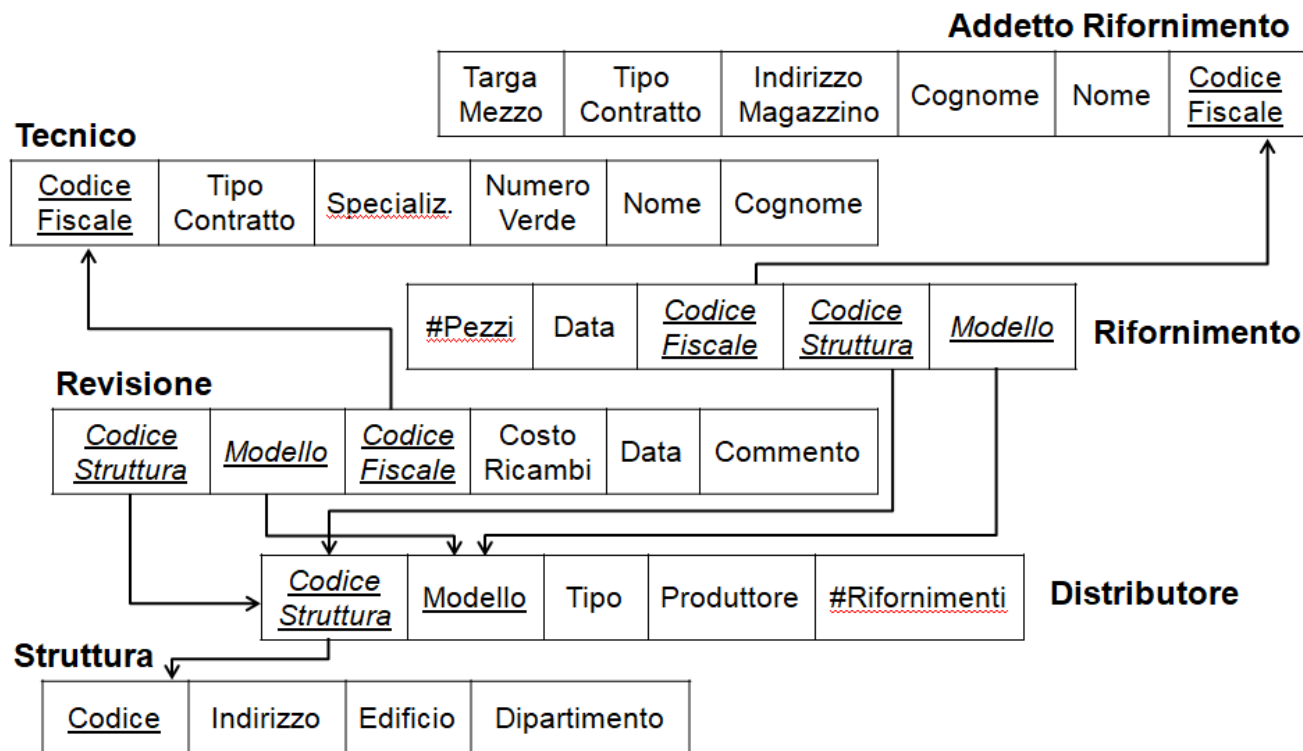 Addetto Rifornimento
Targa Mezzo
Tipo Contratto
Indirizzo Magazzino
Cognome
Nome
Codice Fiscale
Tecnico
Codice Fiscale
Tipo Contratto
Specializ.
Numero Verde
Nome
Cognome
#Pezzi
Data
Codice Fiscale
Codice Struttura
Modello
Rifornimento
Revisione
Codice Struttura
Modello
Codice Fiscale
Costo Ricambi
Data
Commento
Codice Struttura
Modello
Tipo
Produttore
#Rifornimenti
Distributore
Struttura
Codice
Indirizzo
Edificio
Dipartimento